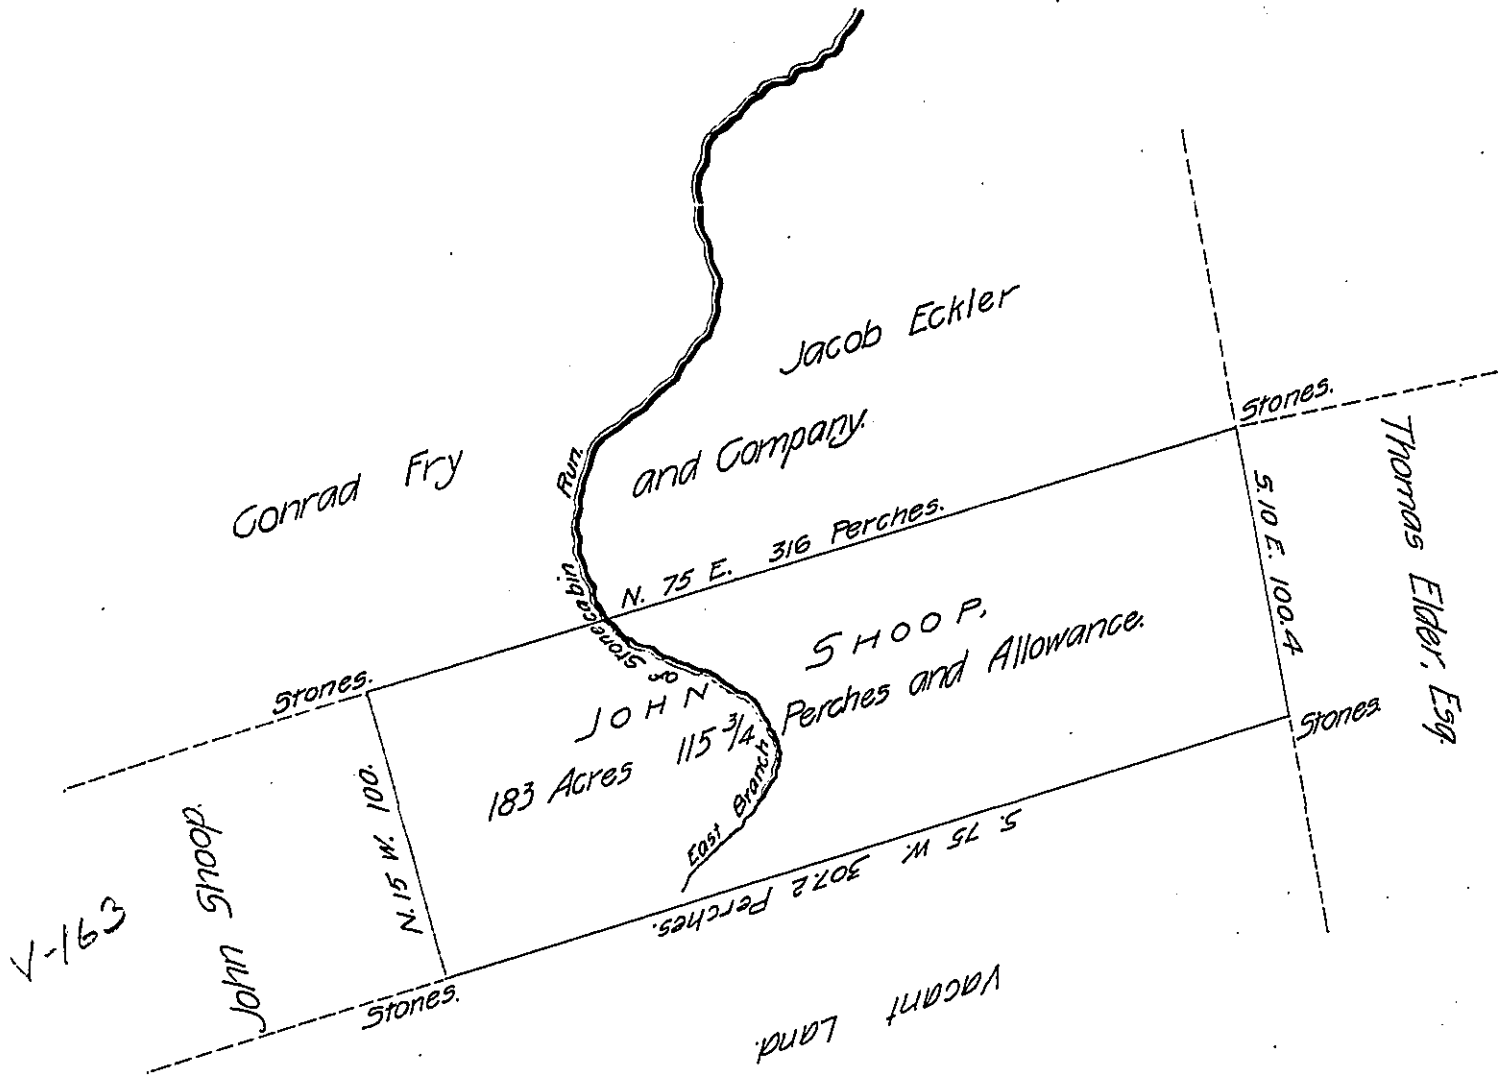 Jacob Eckler
and Company.
Conrad Fry
Run.
Stonecabin
of
East Branch
Stones.
N. 75 E. 316 Perches.
Stones.
S. 10 E. 100.4
Thomas Elder, Esq.
JOHN SHOOP.
183 Acres 115 3/4 Perches and Allowance.
Stones.
S. 75 W. 307.2 Perches.
N. 15 W. 100.
Stones.
John Shoop.
V-163
Vacant Land.